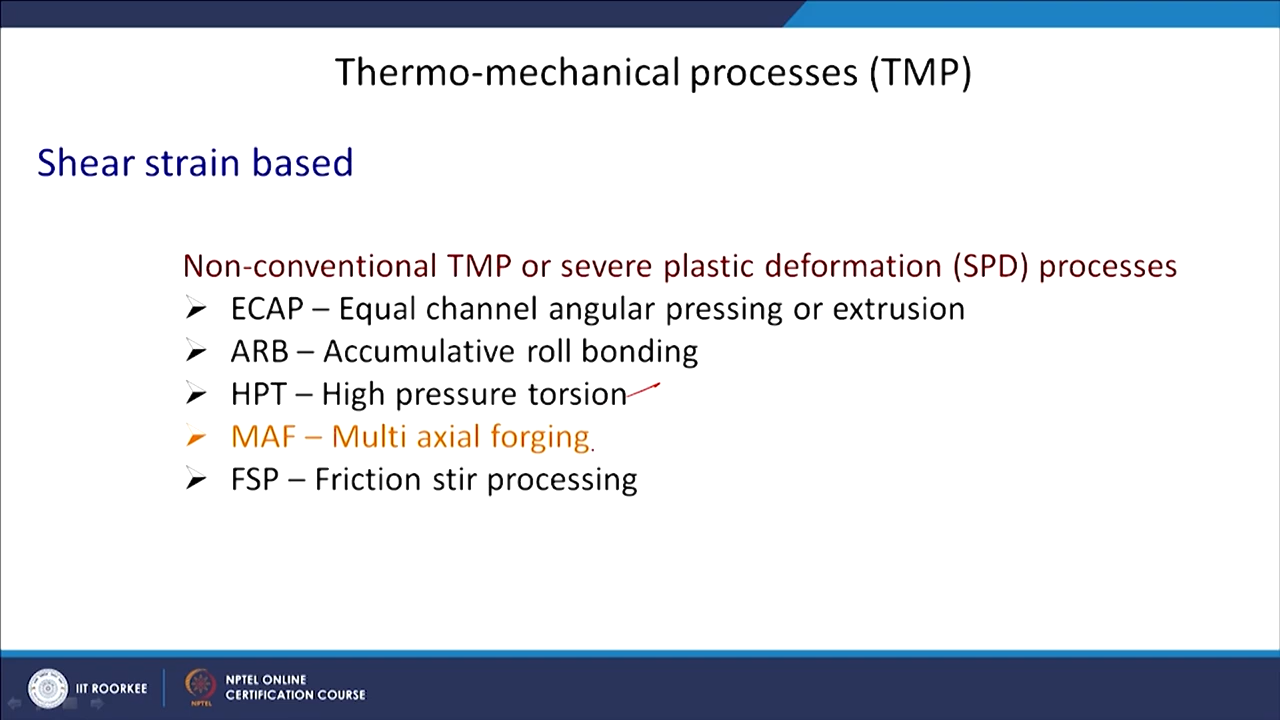 Thermo-mechanical processes (TMP)
Shear strain based
Non-conventional TMP or severe plastic deformation (SPD) processes
➢ ECAP – Equal channel angular pressing or extrusion
➢ ARB – Accumulative roll bonding
➢ HPT – High pressure torsion
➢ MAF – Multi axial forging
➢ FSP – Friction stir processing
IIT ROORKEE
NPTEL ONLINE
CERTIFICATION COURSE
NPTEL